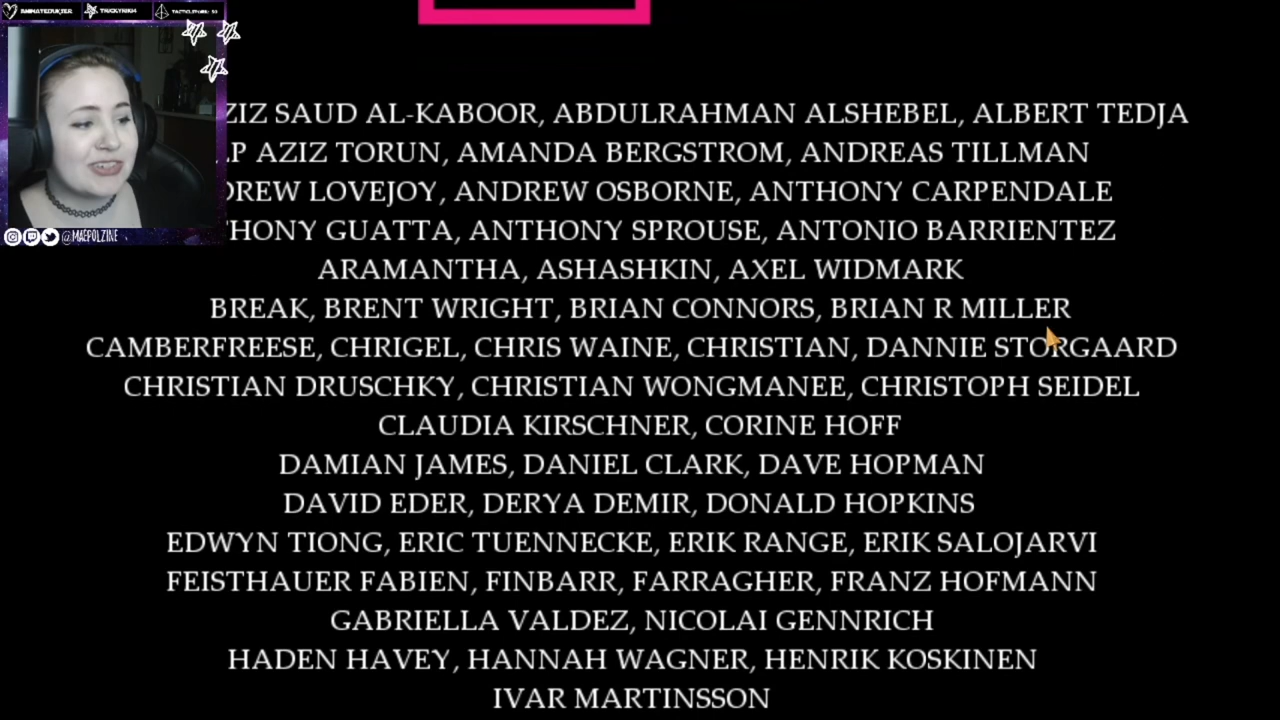 ZIZ SAUD AL-KABOOR, ABDULRAHMAN ALSHEBEL, ALBERT TEDJA
LP AZIZ TORUN, AMANDA BERGSTROM, ANDREAS TILLMAN
DREW LOVEJOY, ANDREW OSBORNE, ANTHONY CARPENDALE
HONY GUATTA, ANTHONY SPROUSE, ANTONIO BARRIENTEZ
@MAEPOLZINE
ARAMANTHA, ASHASHKIN, AXEL WIDMARK
BREAK, BRENT WRIGHT, BRIAN CONNORS, BRIAN R MILLER
CAMBERFREESE, CHRIGEL, CHRIS WAINE, CHRISTIAN, DANNIE STORGAARD
CHRISTIAN DRUSCHKY, CHRISTIAN WONGMANEE, CHRISTOPH SEIDEL
CLAUDIA KIRSCHNER, CORINE HOFF
DAMIAN JAMES, DANIEL CLARK, DAVE HOPMAN
DAVID EDER, DERYA DEMIR, DONALD HOPKINS
EDWYN TIONG, ERIC TUENNECKE, ERIK RANGE, ERIK SALOJARVI
FEISTHAUER FABIEN, FINBARR, FARRAGHER, FRANZ HOFMANN
GABRIELLA VALDEZ, NICOLAI GENNRICH
HADEN HAVEY, HANNAH WAGNER, HENRIK KOSKINEN
IVAR MARTINSSON